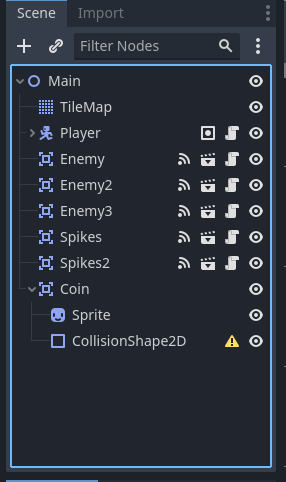 Scene Import
Filter Nodes
Main
TileMap
Player
Enemy
Enemy2
Enemy3
Spikes
Spikes2
Coin
Sprite
CollisionShape2D